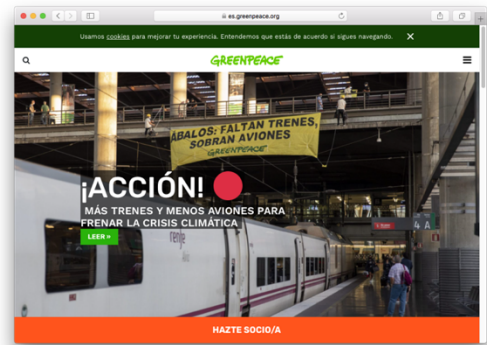 es.greenpeace.org
Usamos cookies para mejorar tu experiencia. Entendemos que estás de acuerdo si sigues navegando.
GREENPEACE
ÁBALOS: FALTAN TRENES,
SOBRAN AVIONES
GREENPEACE
¡ACCIÓN!
MÁS TRENES Y MENOS AVIONES PARA
FRENAR LA CRISIS CLIMÁTICA
LEER »
renfe
4 A
HAZTE SOCIO/A